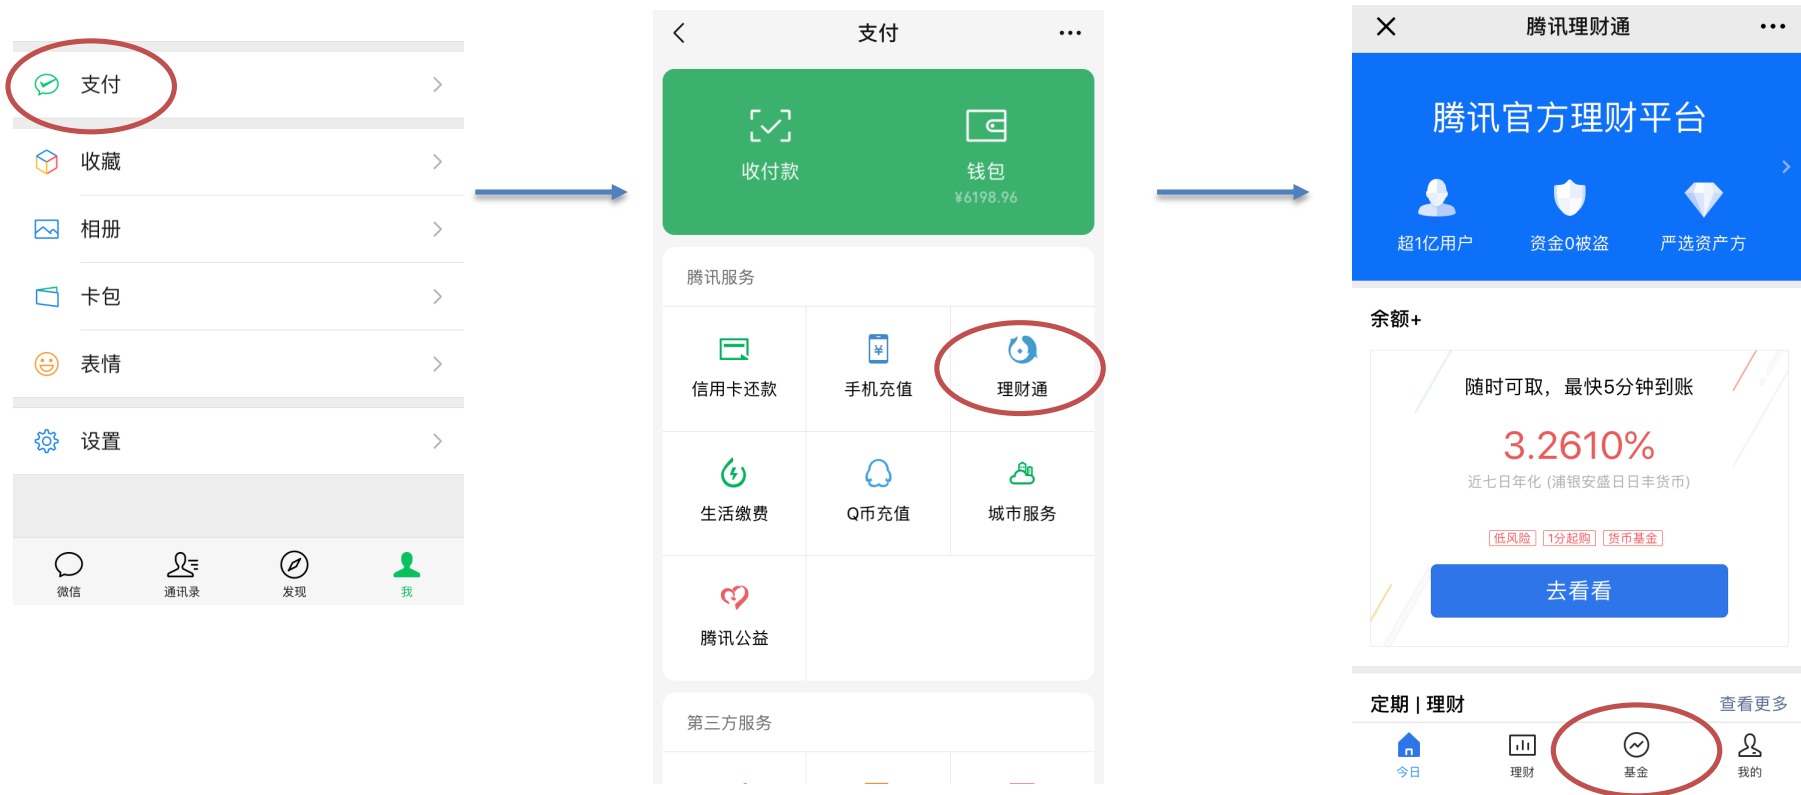 支付
收藏
相册
卡包
表情
设置
微信 通讯录 发现 我
支付
收付款 钱包
¥6198.96
腾讯服务
信用卡还款 手机充值 理财通
生活缴费 Q币充值 城市服务
腾讯公益
第三方服务
腾讯理财通
腾讯官方理财平台
超1亿用户 资金0被盗 严选资产方
余额+
随时可取，最快5分钟到账
3.2610%
近七日年化 (浦银安盛日日丰货币)
低风险 1分起购 货币基金
去看看
定期 | 理财 查看更多
今日 理财 基金 我的